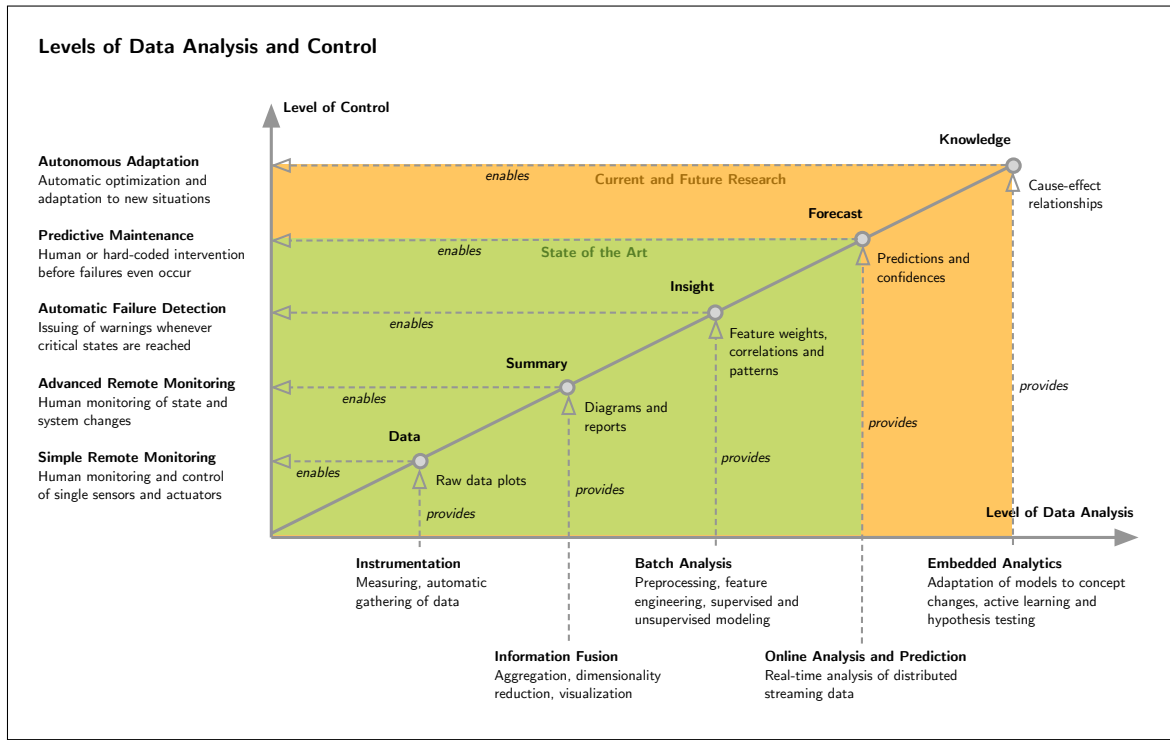 Levels of Data Analysis and Control
Level of Control
Knowledge
Autonomous Adaptation
Automatic optimization and
adaptation to new situations
enables
Current and Future Research
Cause-effect
relationships
Forecast
Predictive Maintenance
Human or hard-coded intervention
before failures even occur
enables
State of the Art
Predictions and
confidences
Insight
Automatic Failure Detection
Issuing of warnings whenever
critical states are reached
enables
Feature weights,
correlations and
patterns
Summary
Advanced Remote Monitoring
Human monitoring of state and
system changes
enables
Diagrams and
reports
provides
provides
Data
Simple Remote Monitoring
Human monitoring and control
of single sensors and actuators
enables
Raw data plots
provides
provides
provides
Level of Data Analysis
Instrumentation
Measuring, automatic
gathering of data
Batch Analysis
Preprocessing, feature
engineering, supervised and
unsupervised modeling
Embedded Analytics
Adaptation of models to concept
changes, active learning and
hypothesis testing
Information Fusion
Aggregation, dimensionality
reduction, visualization
Online Analysis and Prediction
Real-time analysis of distributed
streaming data